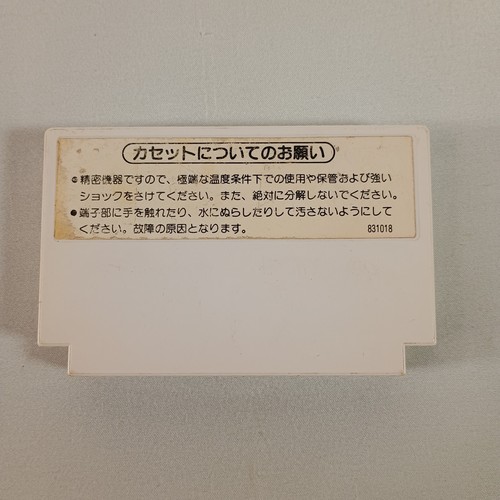 カセットについてのお願い
●精密機器ですので、極端な温度条件下での使用や保管および強い
ショックをさけてください。また、絶対に分解しないでください。
●端子部に手を触れたり、水にぬらしたりして汚さないようにして
ください。故障の原因となります。
831018